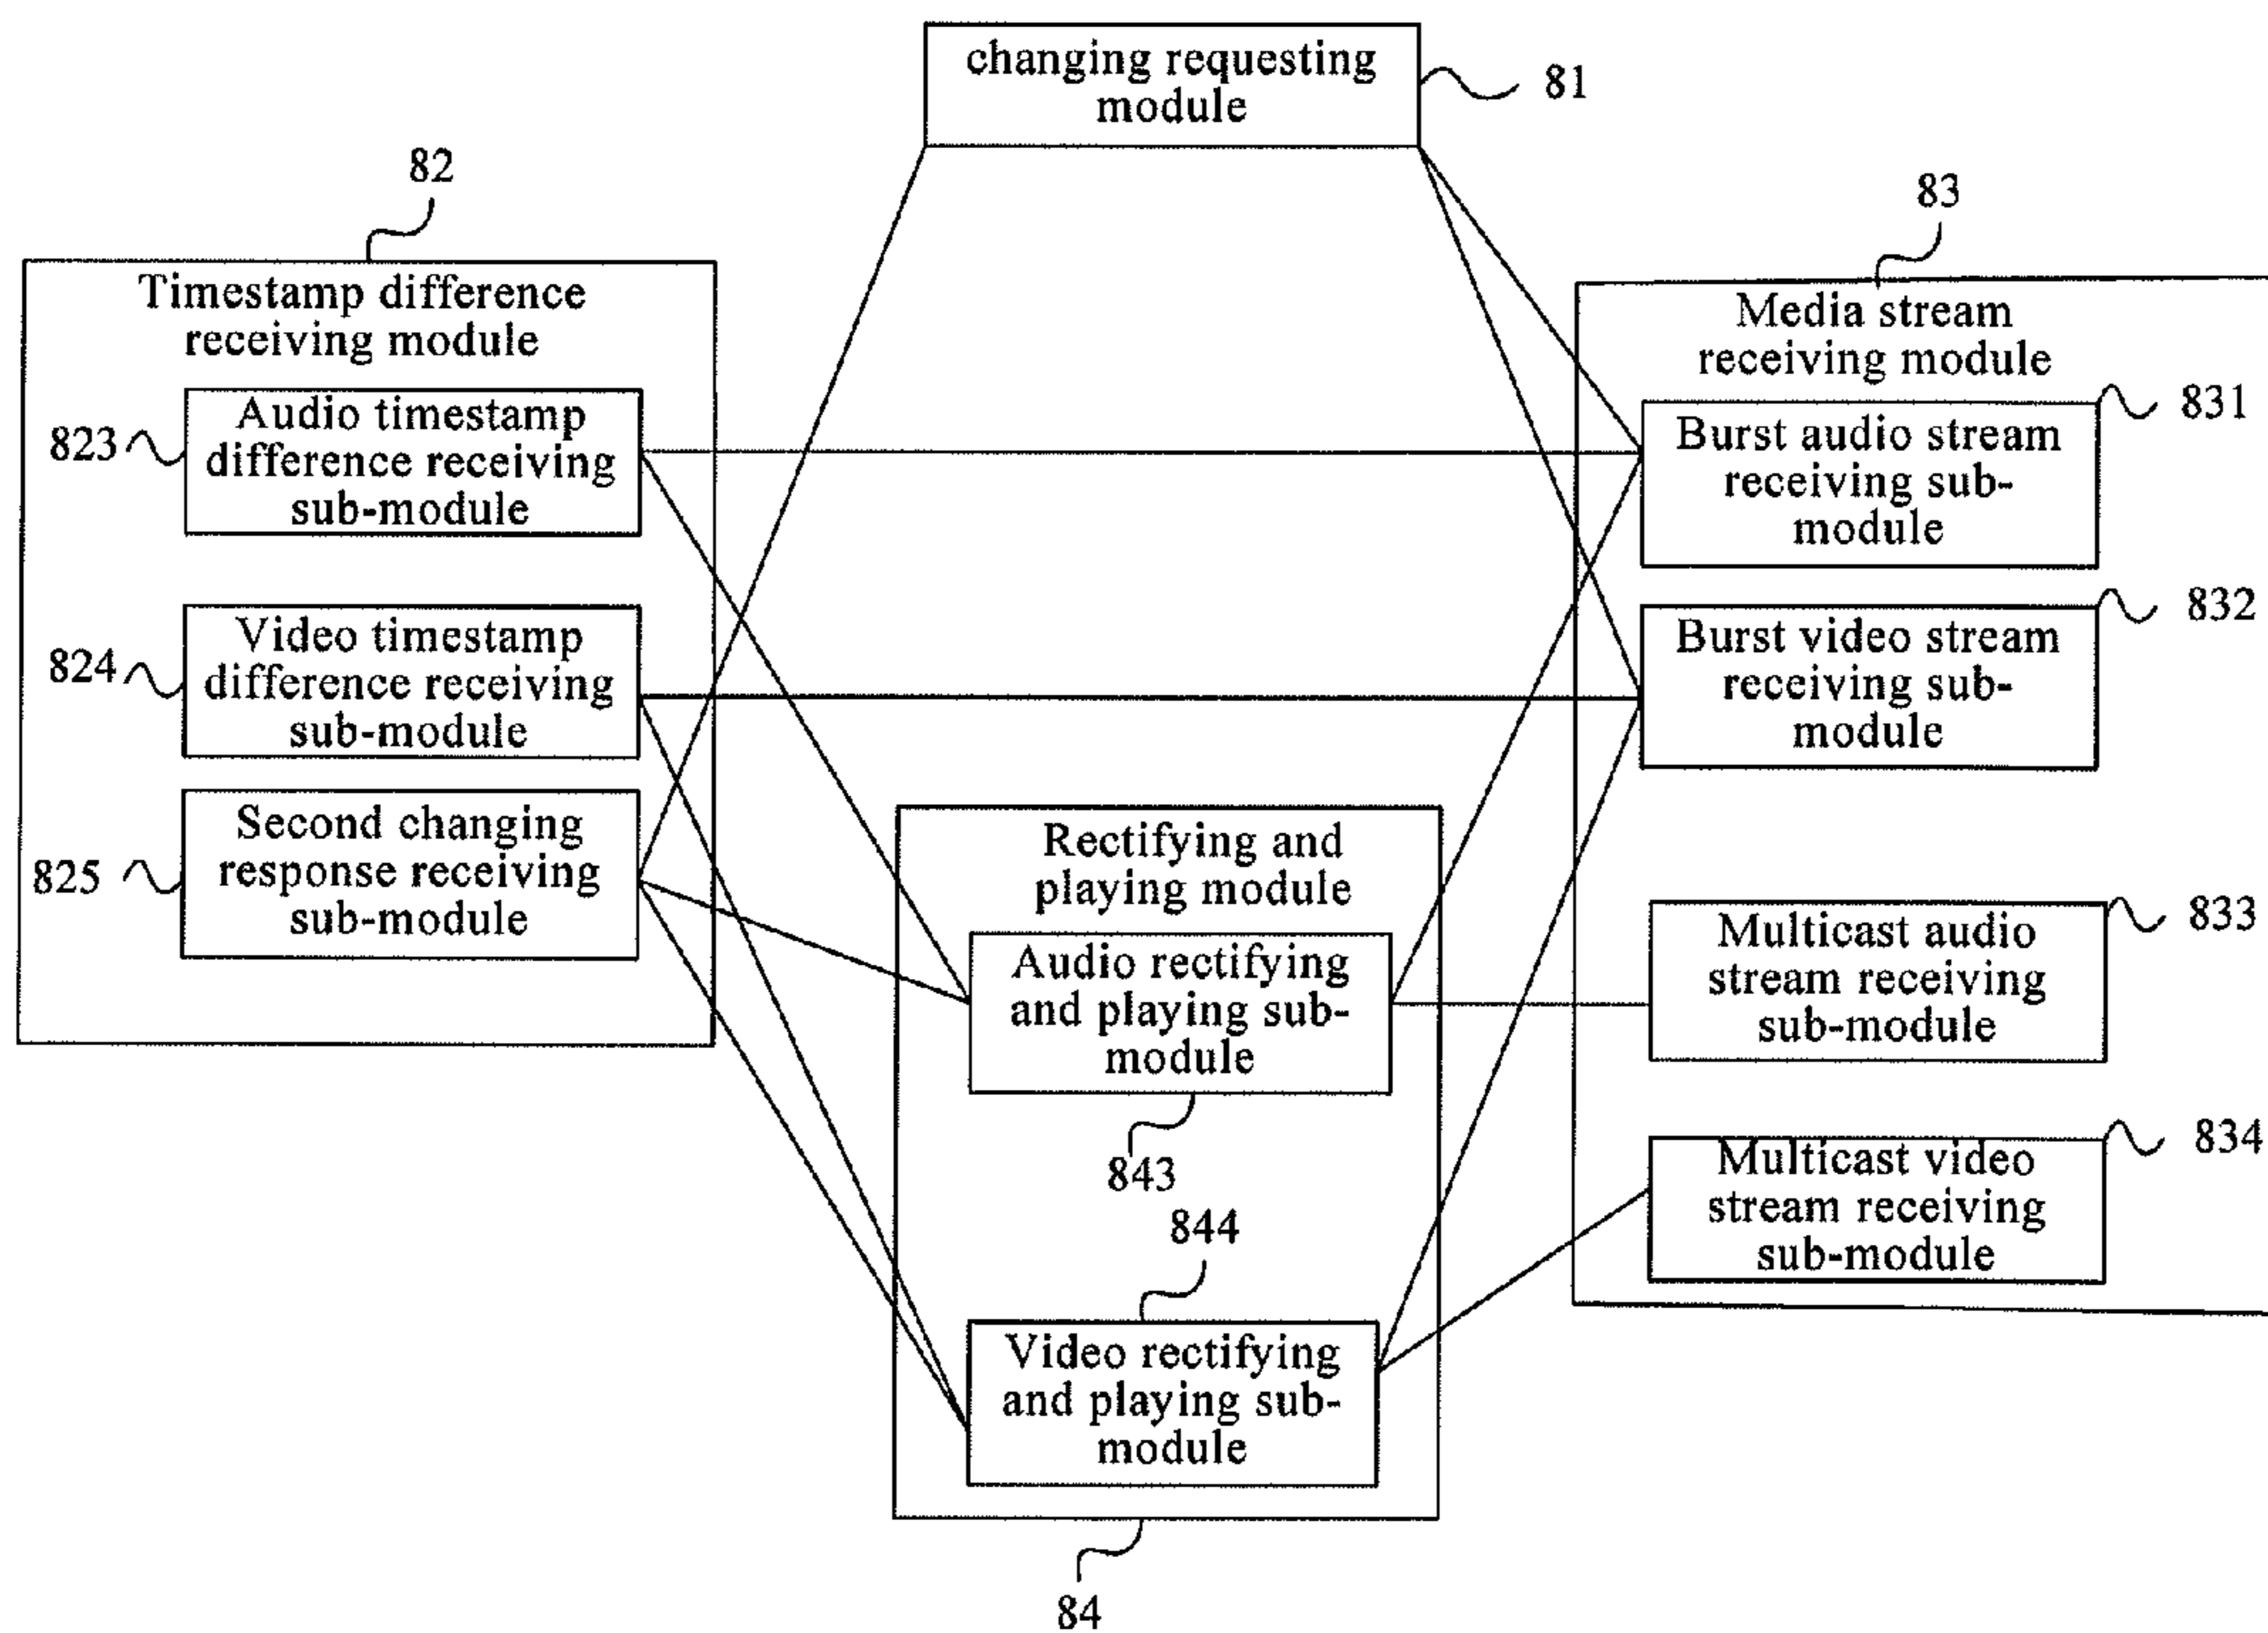 changing requesting
module
81
82
Timestamp difference
receiving module
Audio timestamp
difference receiving
sub-module
823
Video timestamp
difference receiving
sub-module
824
Second changing
response receiving
sub-module
825
83
Media stream
receiving module
831
Burst audio stream
receiving sub-
module
832
Burst video stream
receiving sub-
module
833
Multicast audio
stream receiving
sub-module
834
Multicast video
stream receiving
sub-module
Rectifying and
playing module
Audio rectifying
and playing sub-
module
843
844
Video rectifying
and playing sub-
module
84